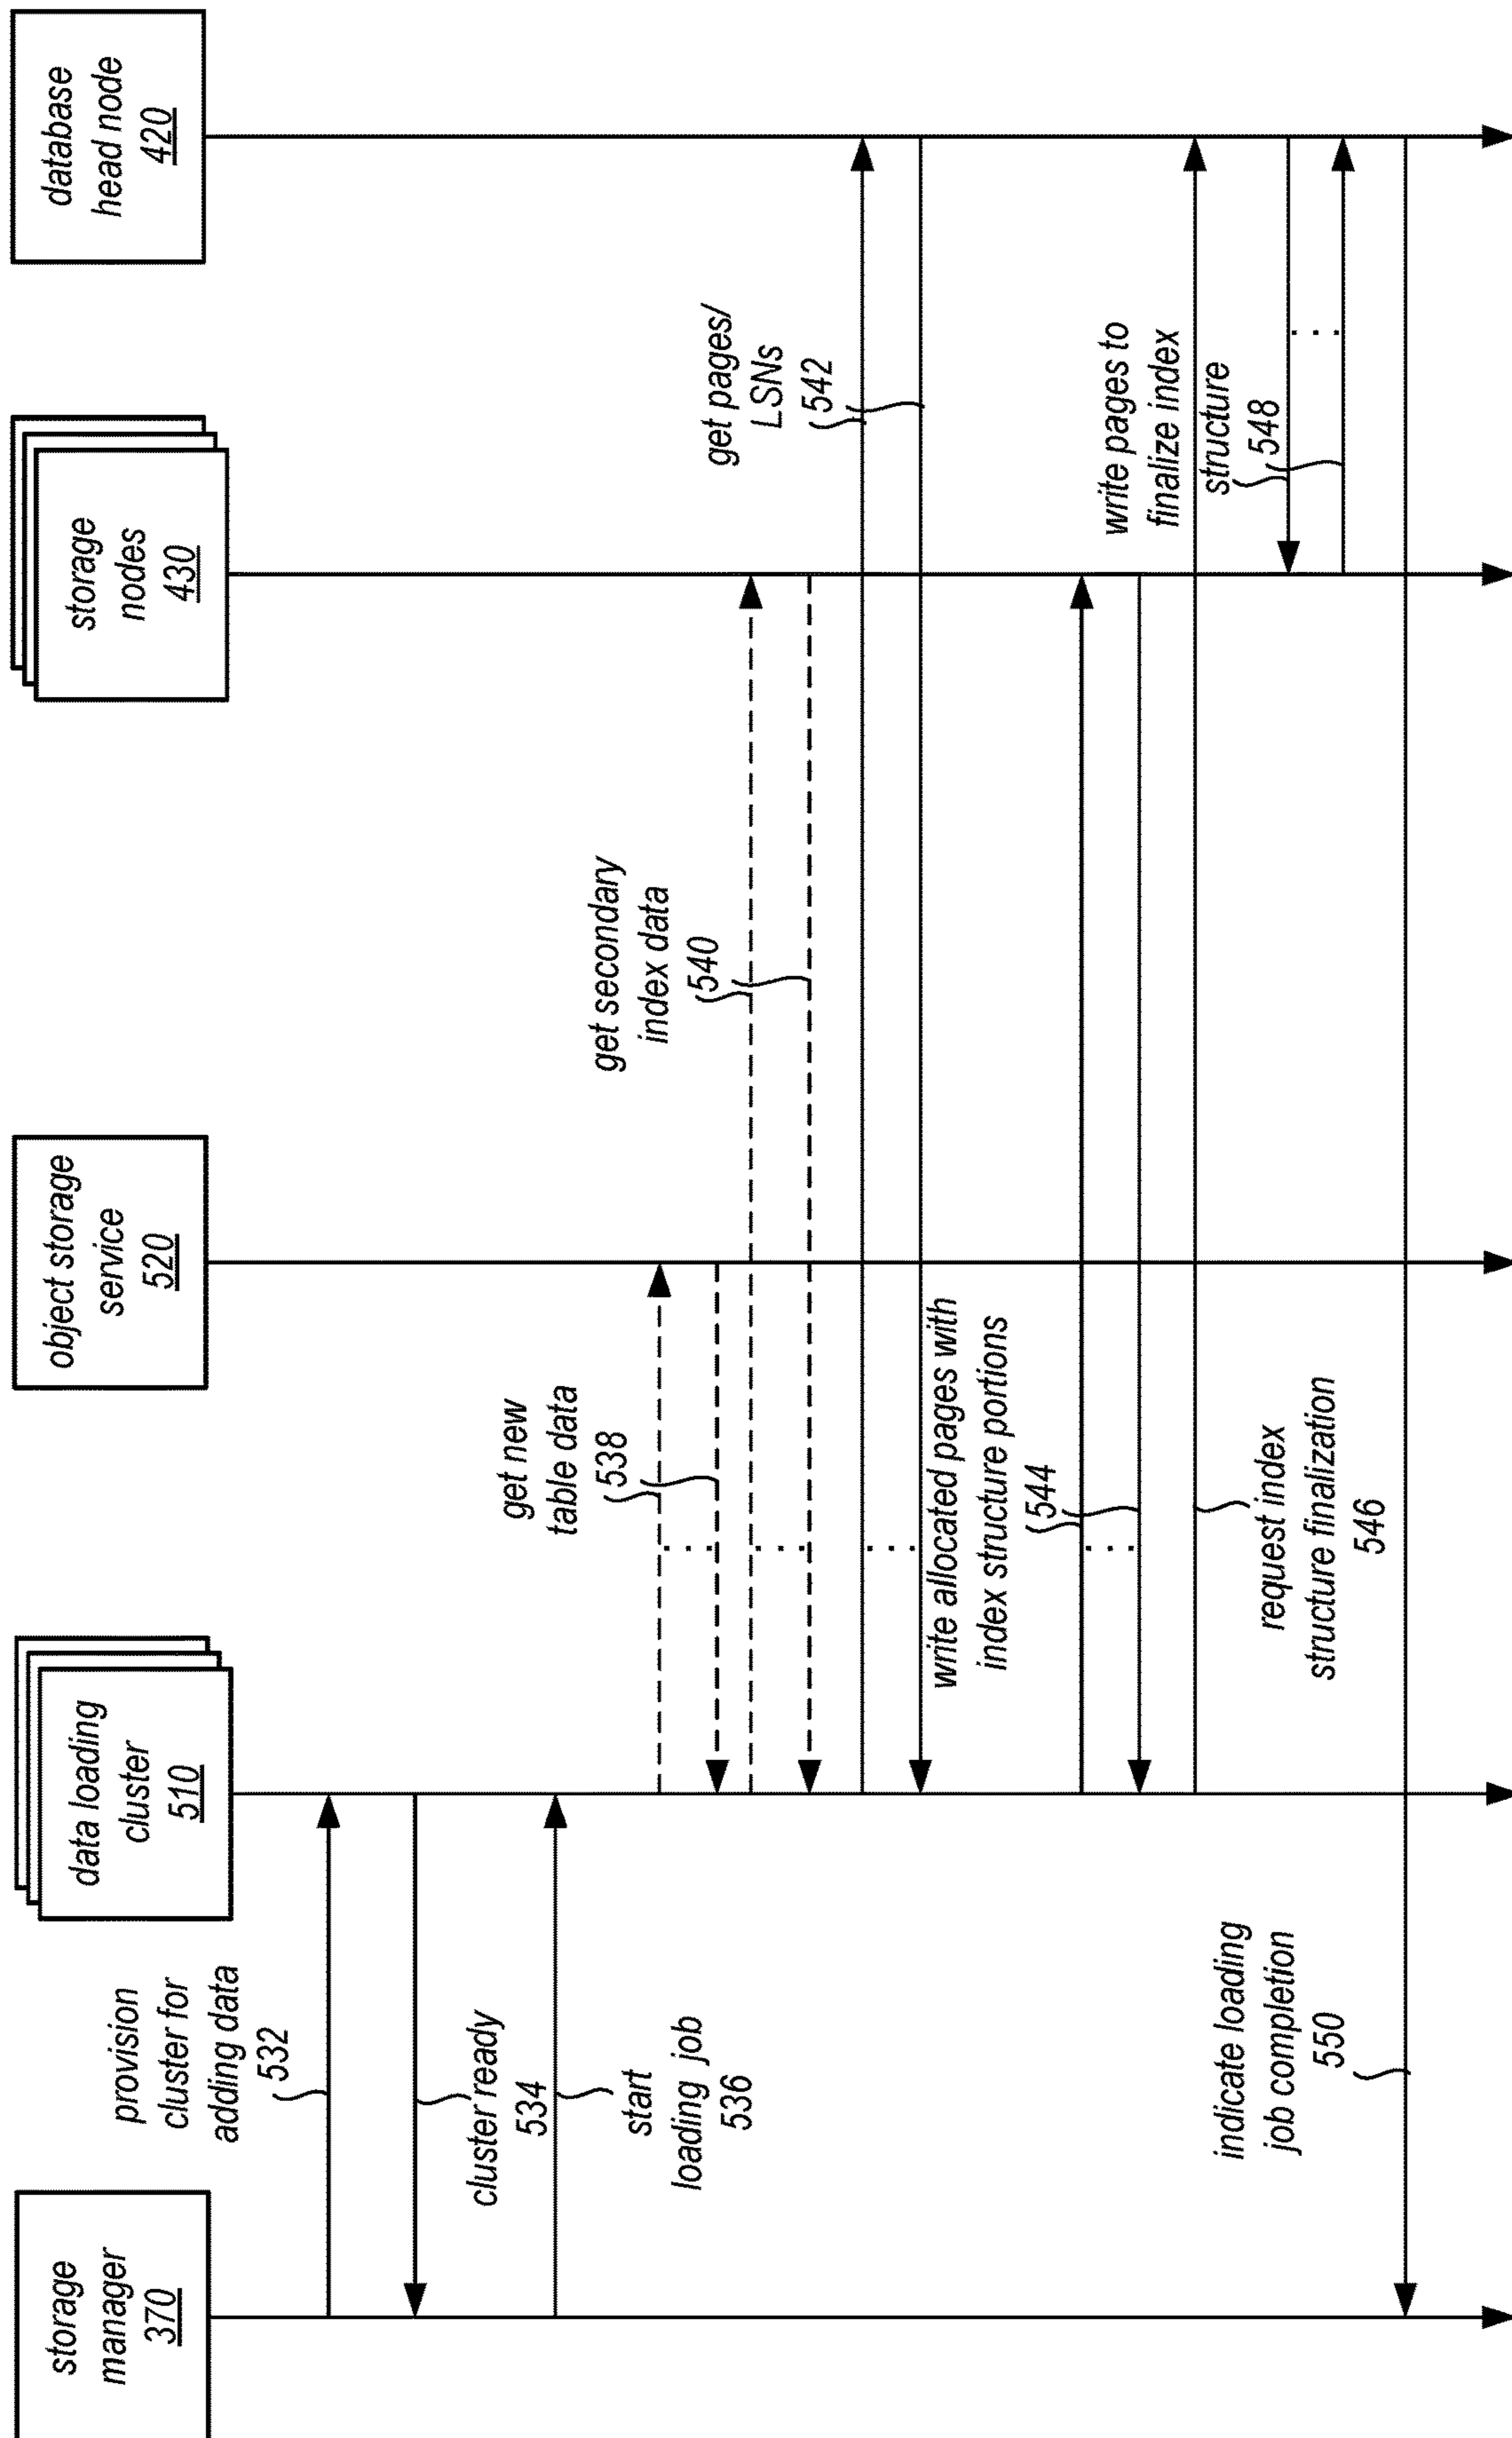 storage
manager
370
data loading
cluster
510
object storage
service
520
storage
nodes
430
database
head node
420
provision
cluster for
adding data
532
cluster ready
534
start
loading job
536
get new
table data
538
get secondary
index data
540
get pages/
LSNs
542
write allocated pages with
index structure portions
544
request index
structure finalization
546
write pages to
finalize index
structure
548
indicate loading
job completion
550